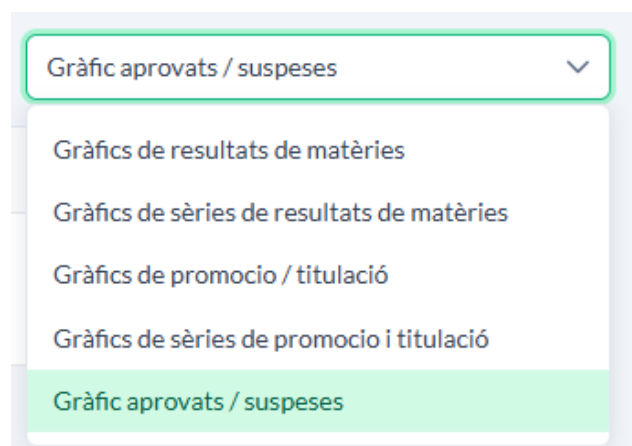 Gràfic aprovats / suspeses
Gràfics de resultats de matèries
Gràfics de sèries de resultats de matèries
Gràfics de promocio / titulació
Gràfics de sèries de promocio i titulació
Gràfic aprovats / suspeses